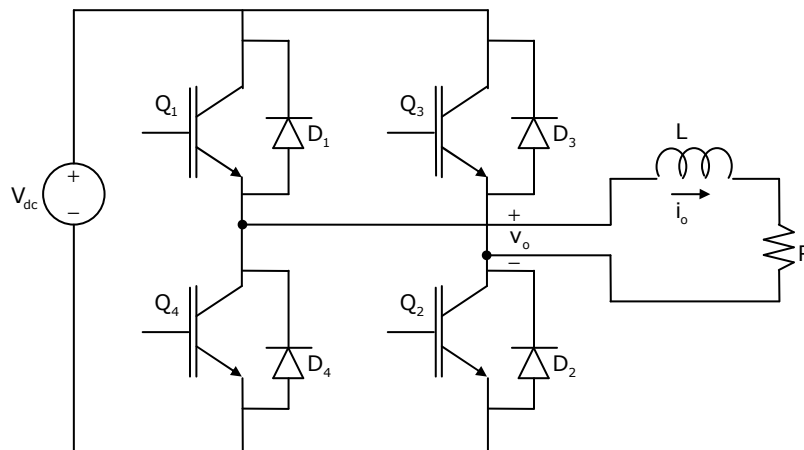 Q1
D1
Q3
D3
L
+
−
Vdc
io
+
vo
−
R
Q4
D4
Q2
D2